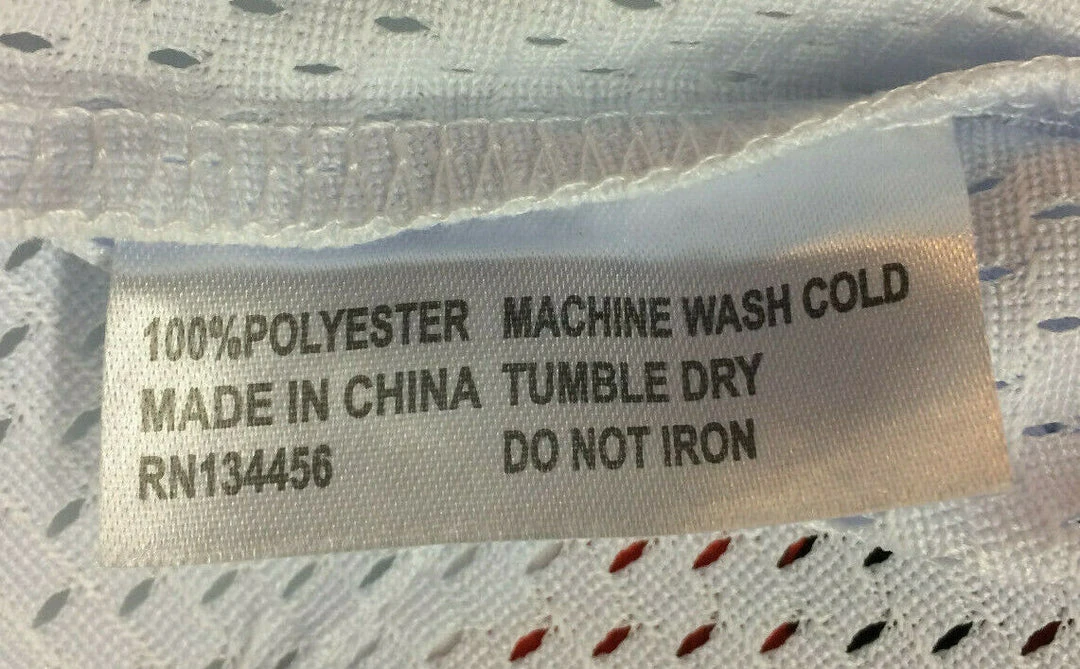 100%POLYESTER MACHINE WASH COLD
MADE IN CHINA TUMBLE DRY
RN134456 DO NOT IRON